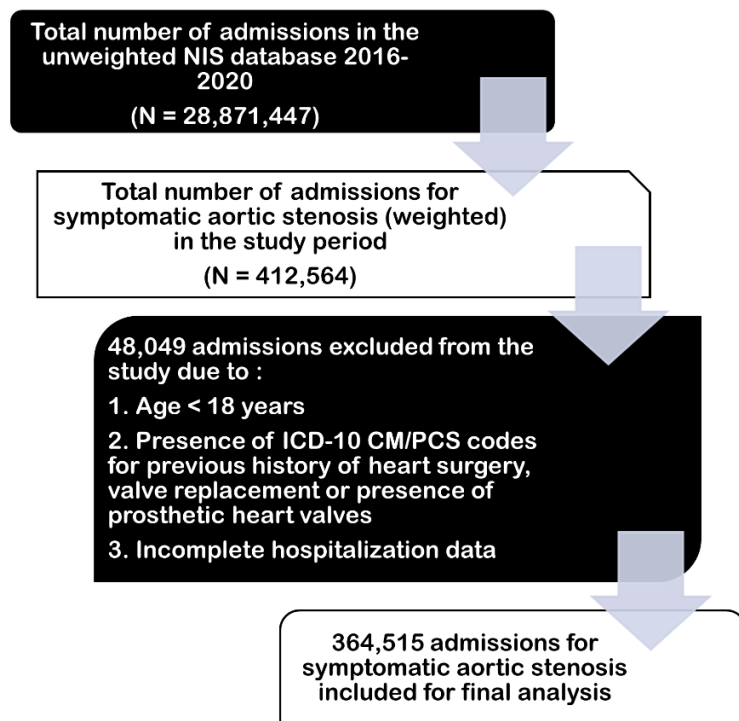 Total number of admissions in the
unweighted NIS database 2016-
2020
(N = 28,871,447)
Total number of admissions for
symptomatic aortic stenosis (weighted)
in the study period
(N = 412,564)
48,049 admissions excluded from the
study due to :
1. Age < 18 years
2. Presence of ICD-10 CM/PCS codes
for previous history of heart surgery,
valve replacement or presence of
prosthetic heart valves
3. Incomplete hospitalization data
364,515 admissions for
symptomatic aortic stenosis
included for final analysis